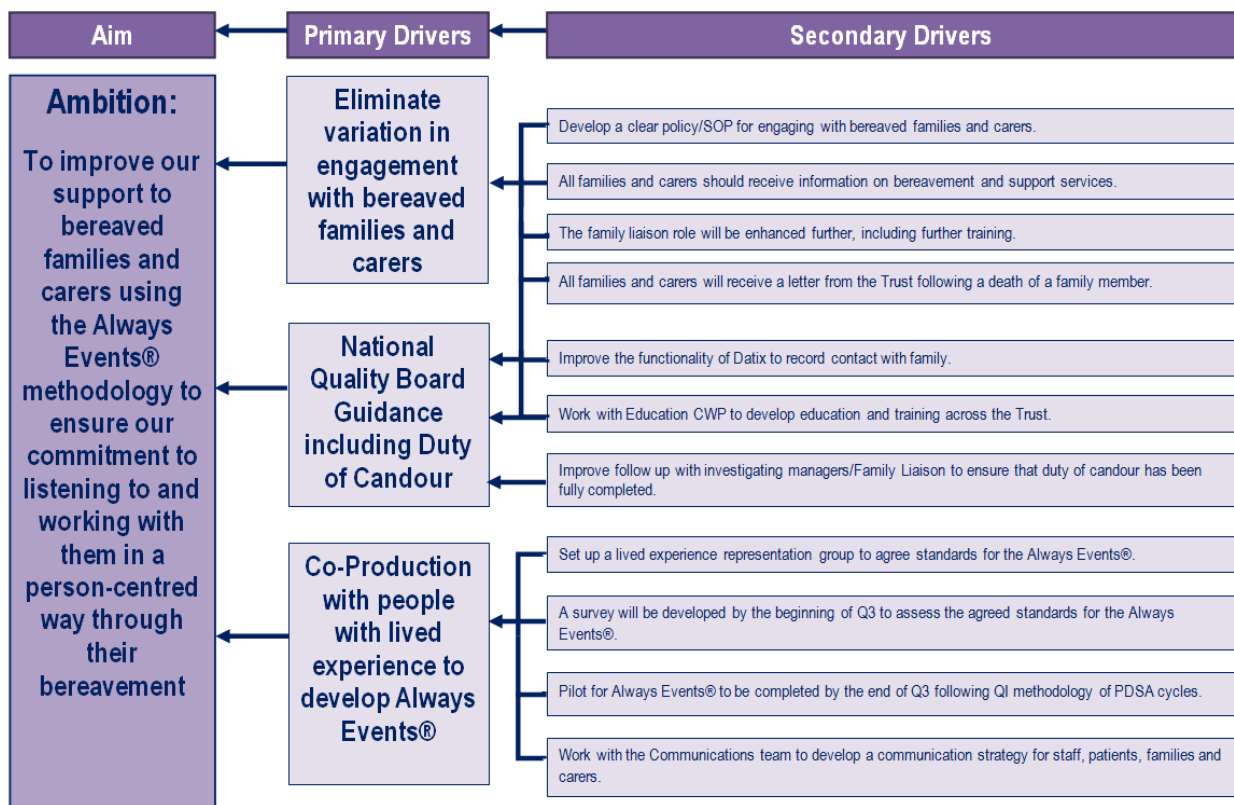 Aim
Primary Drivers
Secondary Drivers
Ambition:
To improve our
support to
bereaved
families and
carers using
the Always
Events®
methodology to
ensure our
commitment to
listening to and
working with
them in a
person-centred
way through
their
bereavement
Eliminate
variation in
engagement
with bereaved
families and
carers
National
Quality Board
Guidance
including Duty
of Candour
Co-Production
with people
with lived
experience to
develop Always
Events®
Develop a clear policy/SOP for engaging with bereaved families and carers.
All families and carers should receive information on bereavement and support services.
The family liaison role will be enhanced further, including further training.
All families and carers will receive a letter from the Trust following a death of a family member.
Improve the functionality of Datix to record contact with family.
Work with Education CWP to develop education and training across the Trust.
Improve follow up with investigating managers/Family Liaison to ensure that duty of candour has been
fully completed.
Set up a lived experience representation group to agree standards for the Always Events®.
A survey will be developed by the beginning of Q3 to assess the agreed standards for the Always
Events®.
Pilot for Always Events® to be completed by the end of Q3 following QI methodology of PDSA cycles.
Work with the Communications team to develop a communication strategy for staff, patients, families and
carers.